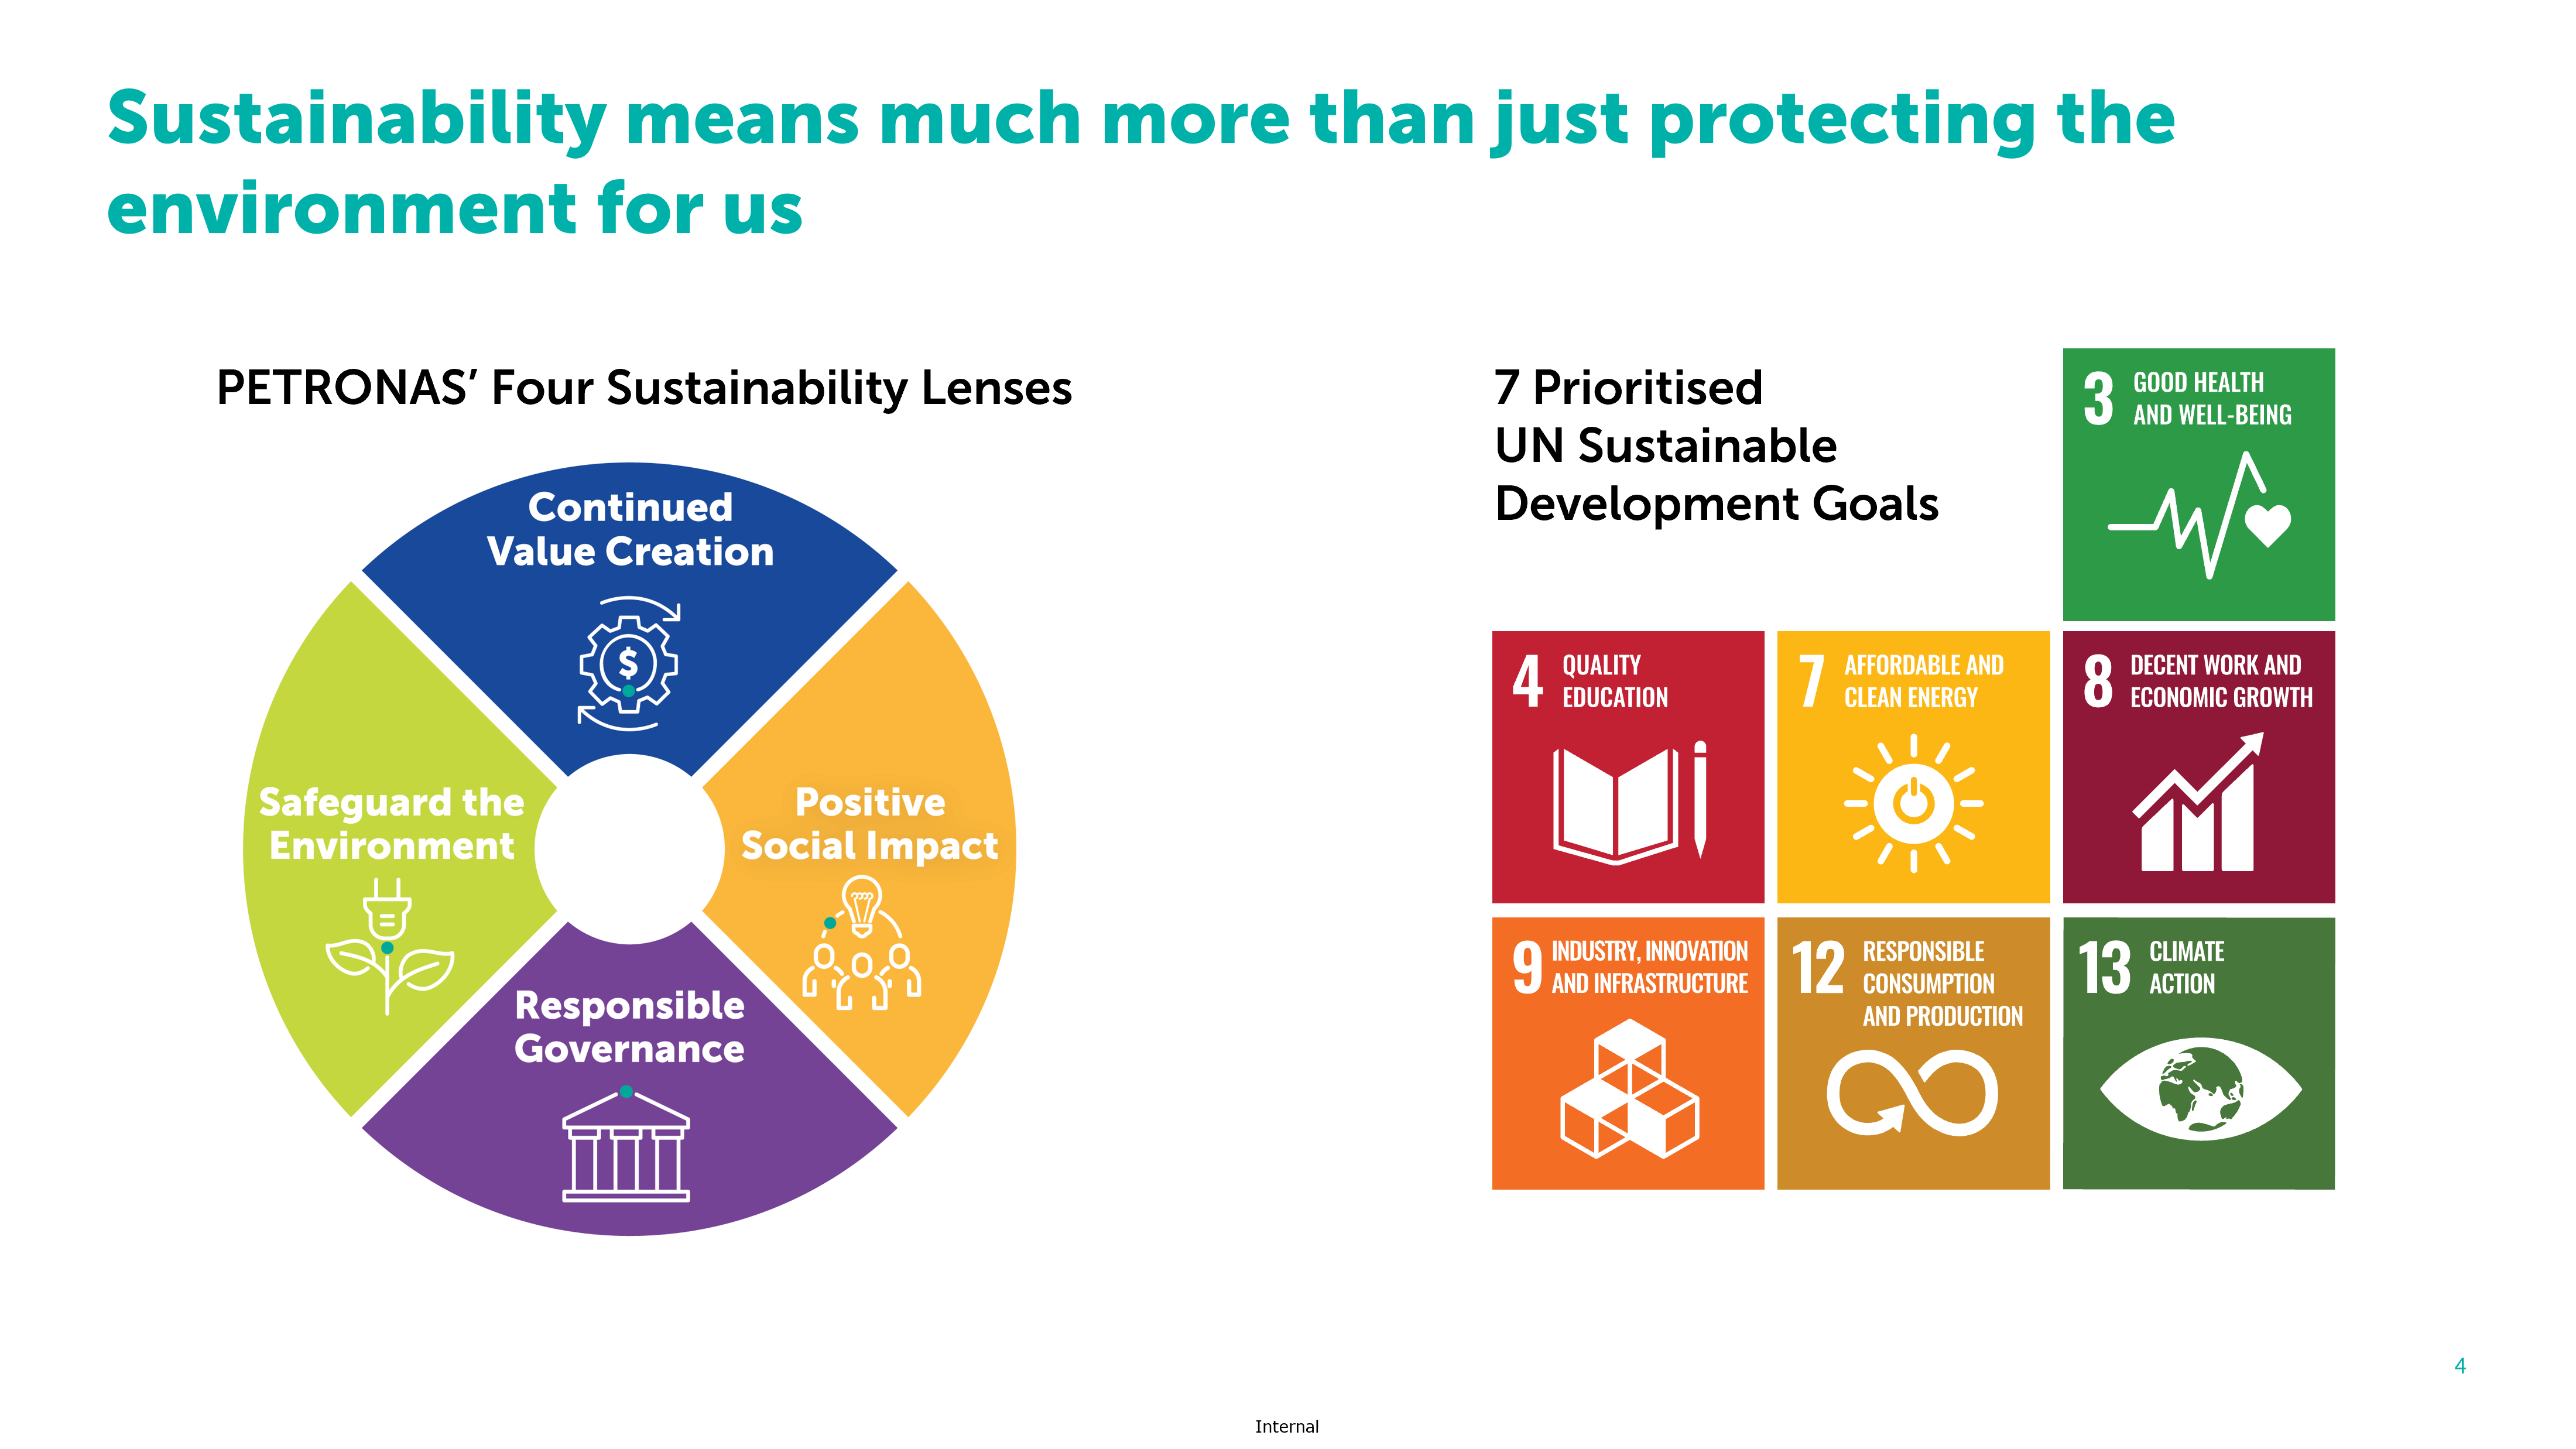 Sustainability means much more than just protecting the
environment for us
PETRONAS’ Four Sustainability Lenses
Continued
Value Creation
$
Safeguard the
Environment
Positive
Social Impact
Responsible
Governance
7 Prioritised
UN Sustainable
Development Goals
3 GOOD HEALTH
AND WELL-BEING
4 QUALITY
EDUCATION
7 AFFORDABLE AND
CLEAN ENERGY
8 DECENT WORK AND
ECONOMIC GROWTH
9 INDUSTRY, INNOVATION
AND INFRASTRUCTURE
12 RESPONSIBLE
CONSUMPTION
AND PRODUCTION
13 CLIMATE
ACTION
4
Internal